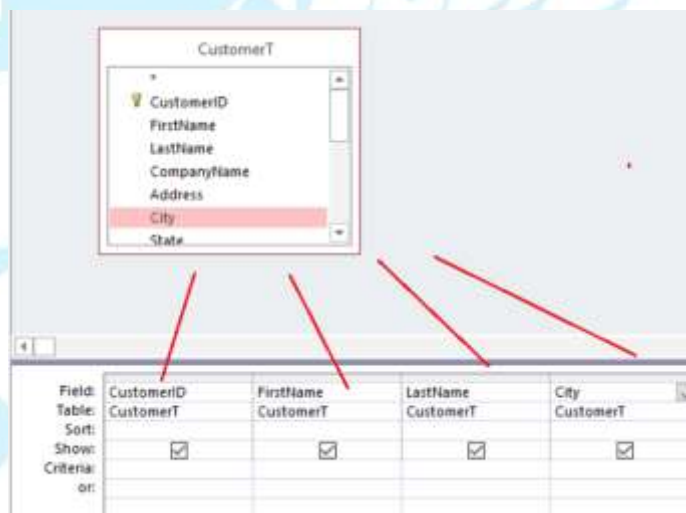 CustomerT
*
CustomerID
FirstName
LastName
CompanyName
Address
City
State
Field: CustomerID FirstName LastName City
Table: CustomerT CustomerT CustomerT CustomerT
Sort:
Show:
Criteria:
or: